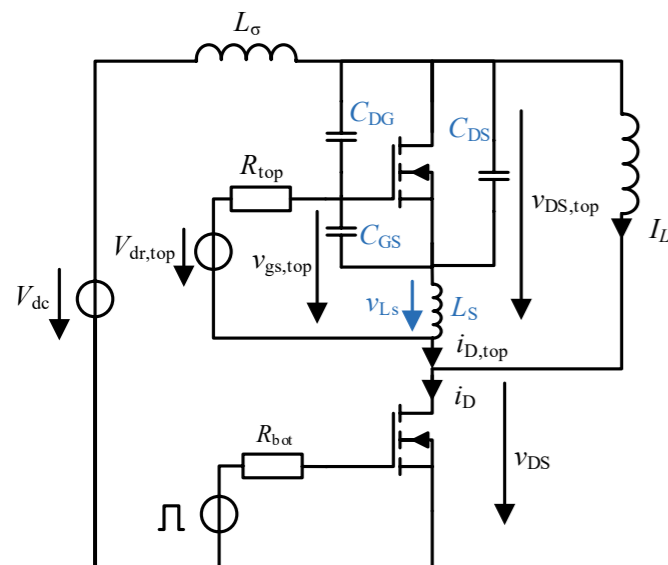 Lσ
CDG
CDS
Rtop
vDS,top
CGS
Vdr,top
vgs,top
IL
Vdc
vLs
LS
iD,top
iD
Rbot
vDS